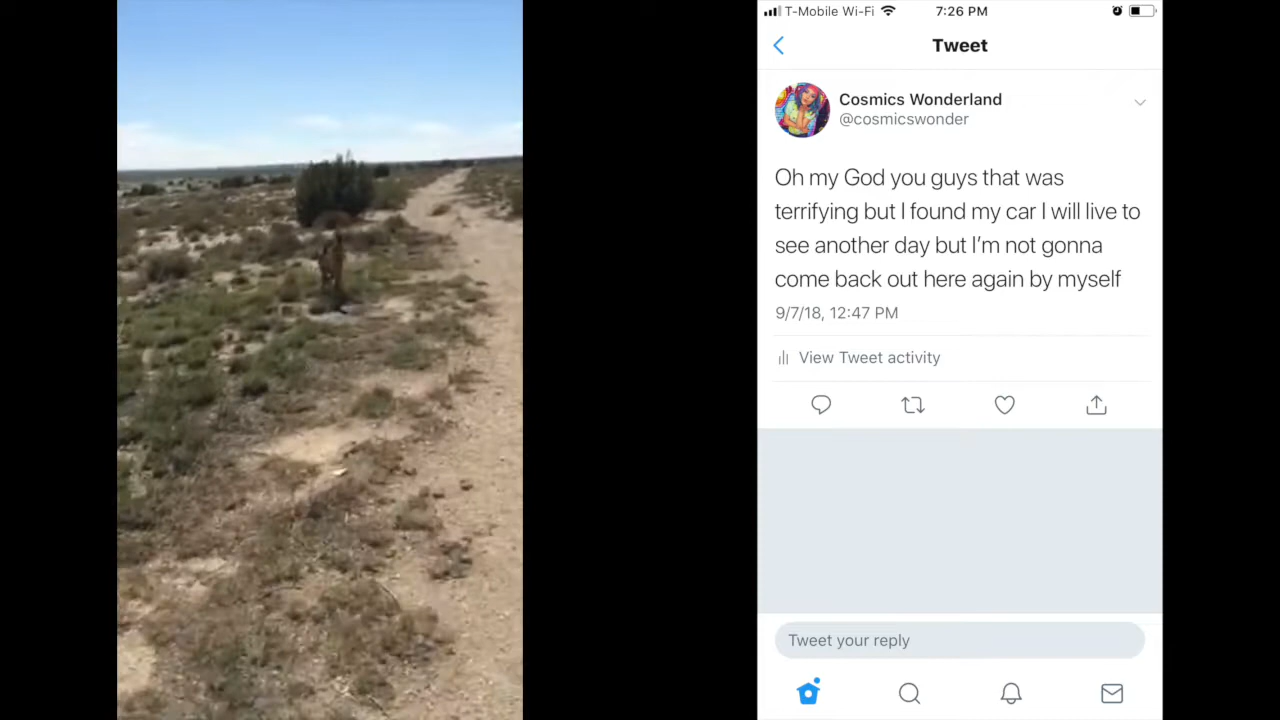 T-Mobile Wi-Fi 7:26 PM
Tweet
Cosmics Wonderland
@cosmicswonder
Oh my God you guys that was
terrifying but I found my car I will live to
see another day but I'm not gonna
come back out here again by myself
9/7/18, 12:47 PM
View Tweet activity
Tweet your reply